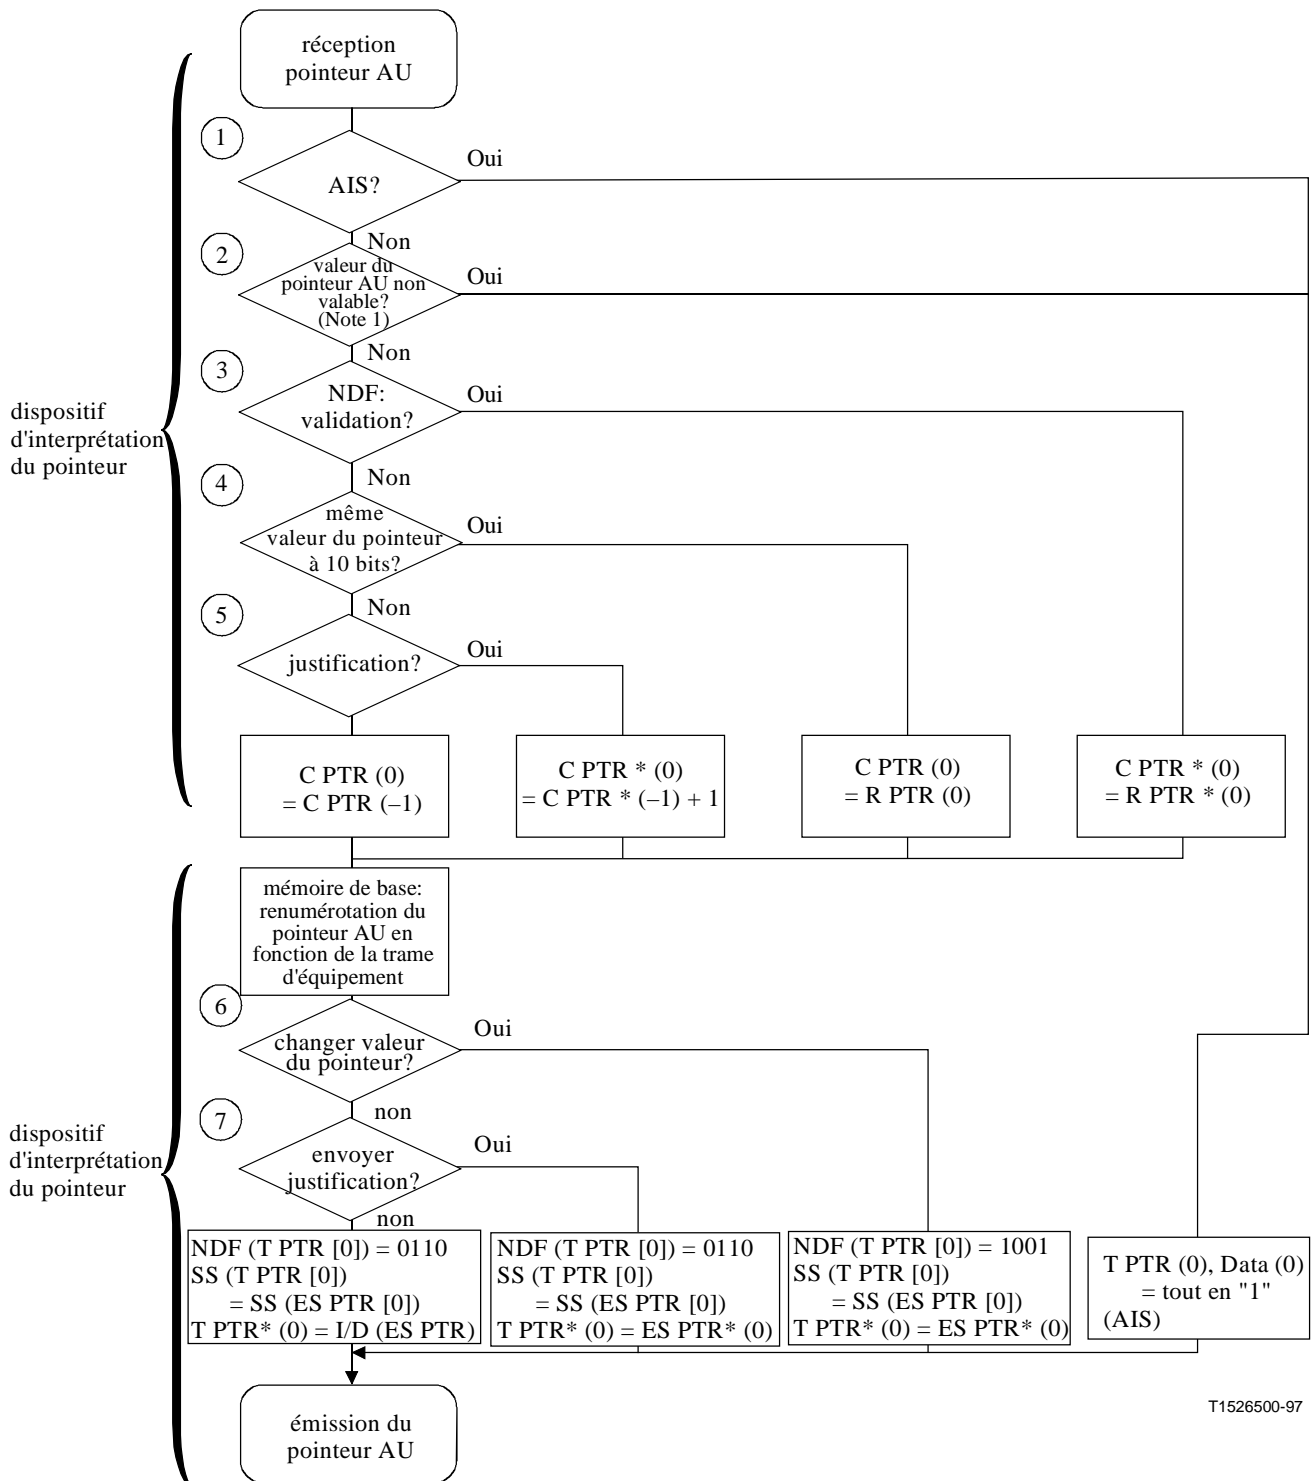 réception
pointeur AU
1
Oui
AIS?
Non
2
Oui
valeur du
pointeur AU non
valable?
(Note 1)
Non
3
Oui
NDF:
validation?
dispositif
d'interprétation
du pointeur
Non
4
Oui
même
valeur du pointeur
à 10 bits?
Non
5
Oui
justification?
C PTR (0)
= C PTR (–1)
C PTR * (0)
= C PTR * (–1) + 1
C PTR (0)
= R PTR (0)
C PTR * (0)
= R PTR * (0)
mémoire de base:
renumérotation du
pointeur AU en
fonction de la trame
d'équipement
6
Oui
changer valeur
du pointeur?
non
7
Oui
envoyer
justification?
non
dispositif
d'interprétation
du pointeur
NDF (T PTR [0]) = 0110
SS (T PTR [0])
= SS (ES PTR [0])
T PTR* (0) = I/D (ES PTR)
NDF (T PTR [0]) = 0110
SS (T PTR [0])
= SS (ES PTR [0])
T PTR* (0) = ES PTR* (0)
NDF (T PTR [0]) = 1001
SS (T PTR [0])
= SS (ES PTR [0])
T PTR* (0) = ES PTR* (0)
T PTR (0), Data (0)
= tout en "1"
(AIS)
émission du
pointeur AU
T1526500-97